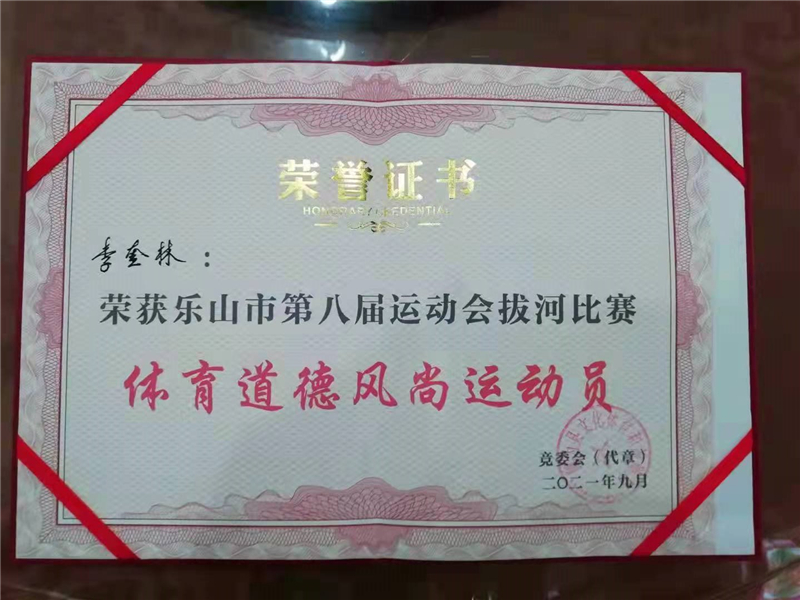 荣誉证书
李奎林：
荣获乐山市第八届运动会拔河比赛
体育道德风尚运动员
竞委会（代章）
二〇二一年九月